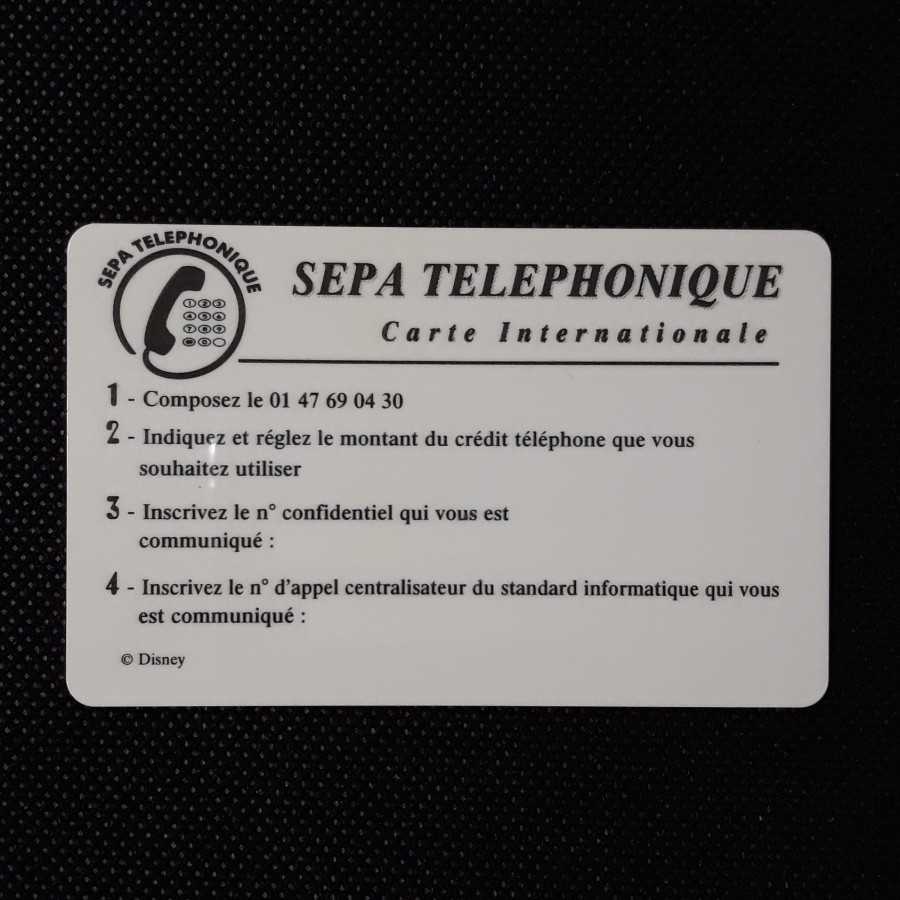 SEPA TELEPHONIQUE
SEPA TELEPHONIQUE
Carte Internationale
1 - Composez le 01 47 69 04 30
2 - Indiquez et réglez le montant du crédit téléphone que vous
souhaitez utiliser
3 - Inscrivez le n° confidentiel qui vous est
communiqué :
4 - Inscrivez le n° d'appel centralisateur du standard informatique qui vous
est communiqué :
© Disney